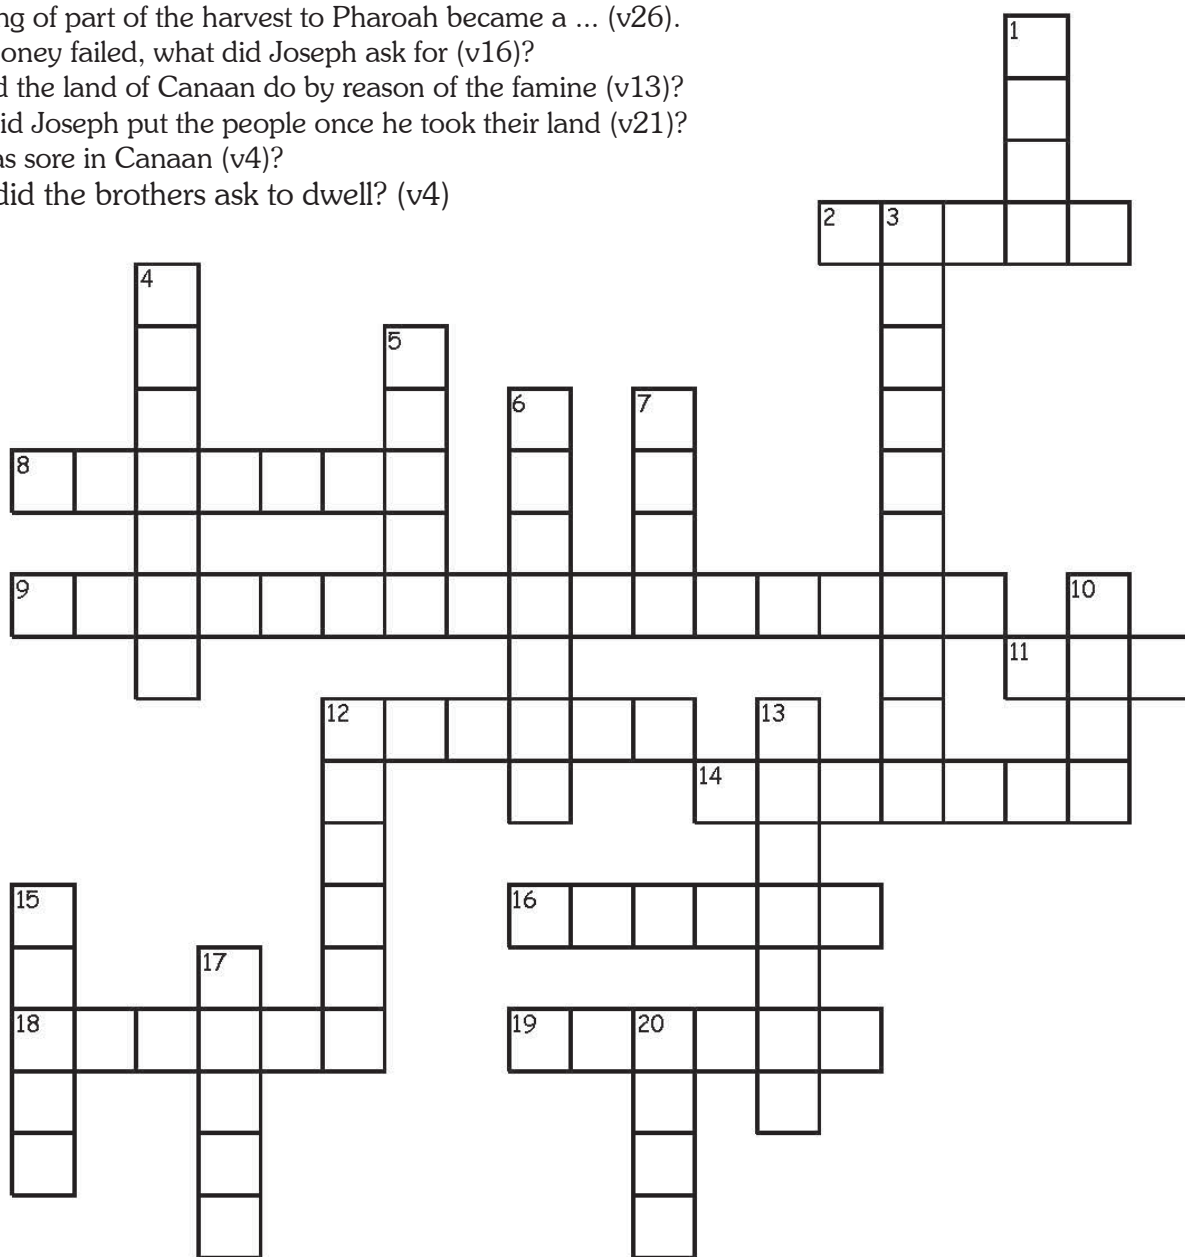 ng of part of the harvest to Pharoah became a ... (v26).
oney failed, what did Joseph ask for (v16)?
d the land of Canaan do by reason of the famine (v13)?
id Joseph put the people once he took their land (v21)?
as sore in Canaan (v4)?
did the brothers ask to dwell? (v4)
1
2 3
4
5
6 7
8
9 10
11
12 13
14
15 16
17
18 19 20